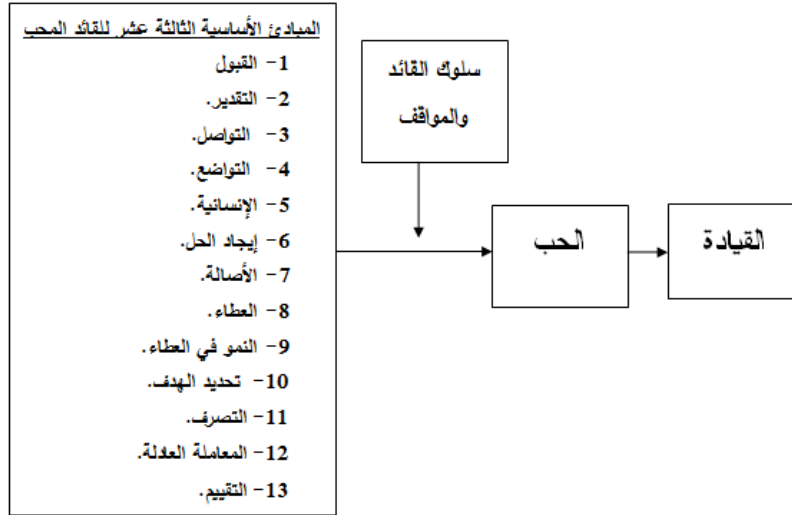 المبادئ الأساسية الثالثة عشر للقائد المحب
1- القبول
2- التقدير.
3- التواصل.
4- التواضع.
5- الإنسانية.
6- إيجاد الحل.
7- الأصالة.
8- العطاء.
9- النمو في العطاء.
10- تحديد الهدف.
11- التصرف.
12- المعاملة العادلة.
13- التقييم.
سلوك القائد
والمواقف
الحب
القيادة